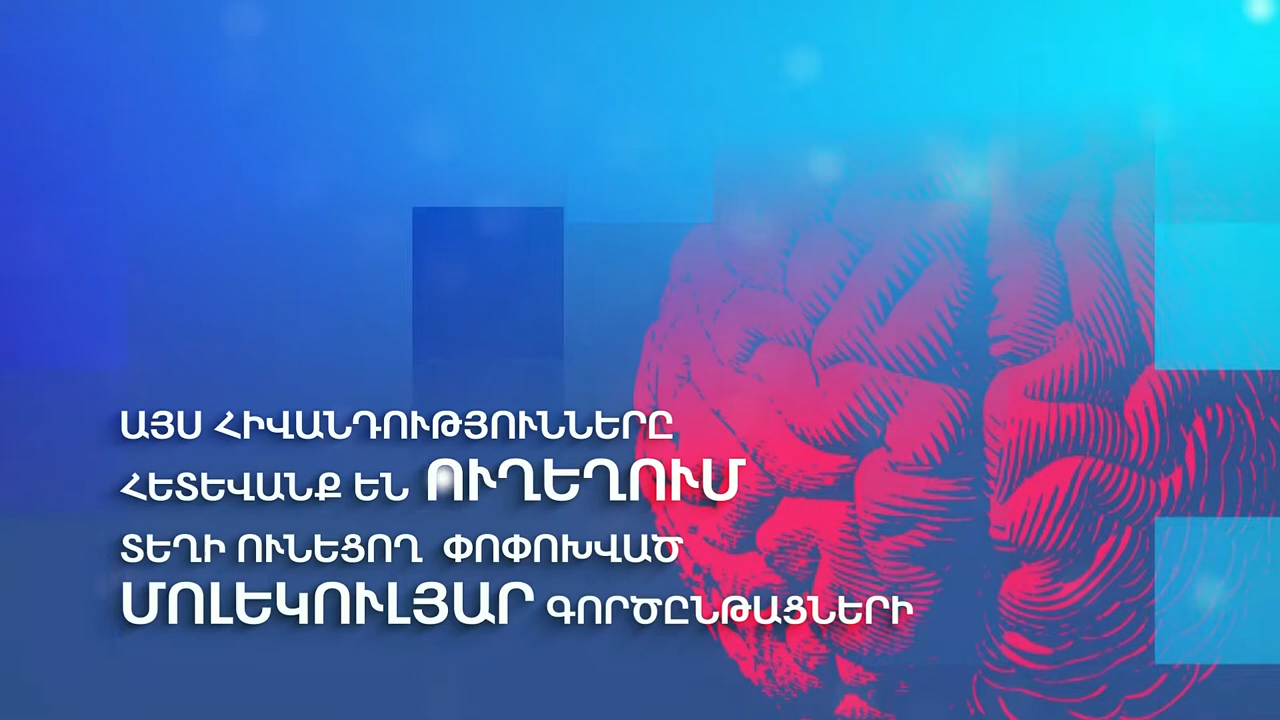 ԱՅՍ ՀԻՎԱՆԴՈՒԹՅՈՒՆՆԵՐԸ
ՀԵՏԵՎԱՆՔ ԵՆ ՈՒՂԵՂՈՒՄ
ՏԵՂԻ ՈՒՆԵՑՈՂ ՓՈՓՈԽՎԱԾ
ՄՈԼԵԿՈՒԼՅԱՐ ԳՈՐԾԸՆԹԱՑՆԵՐԻ